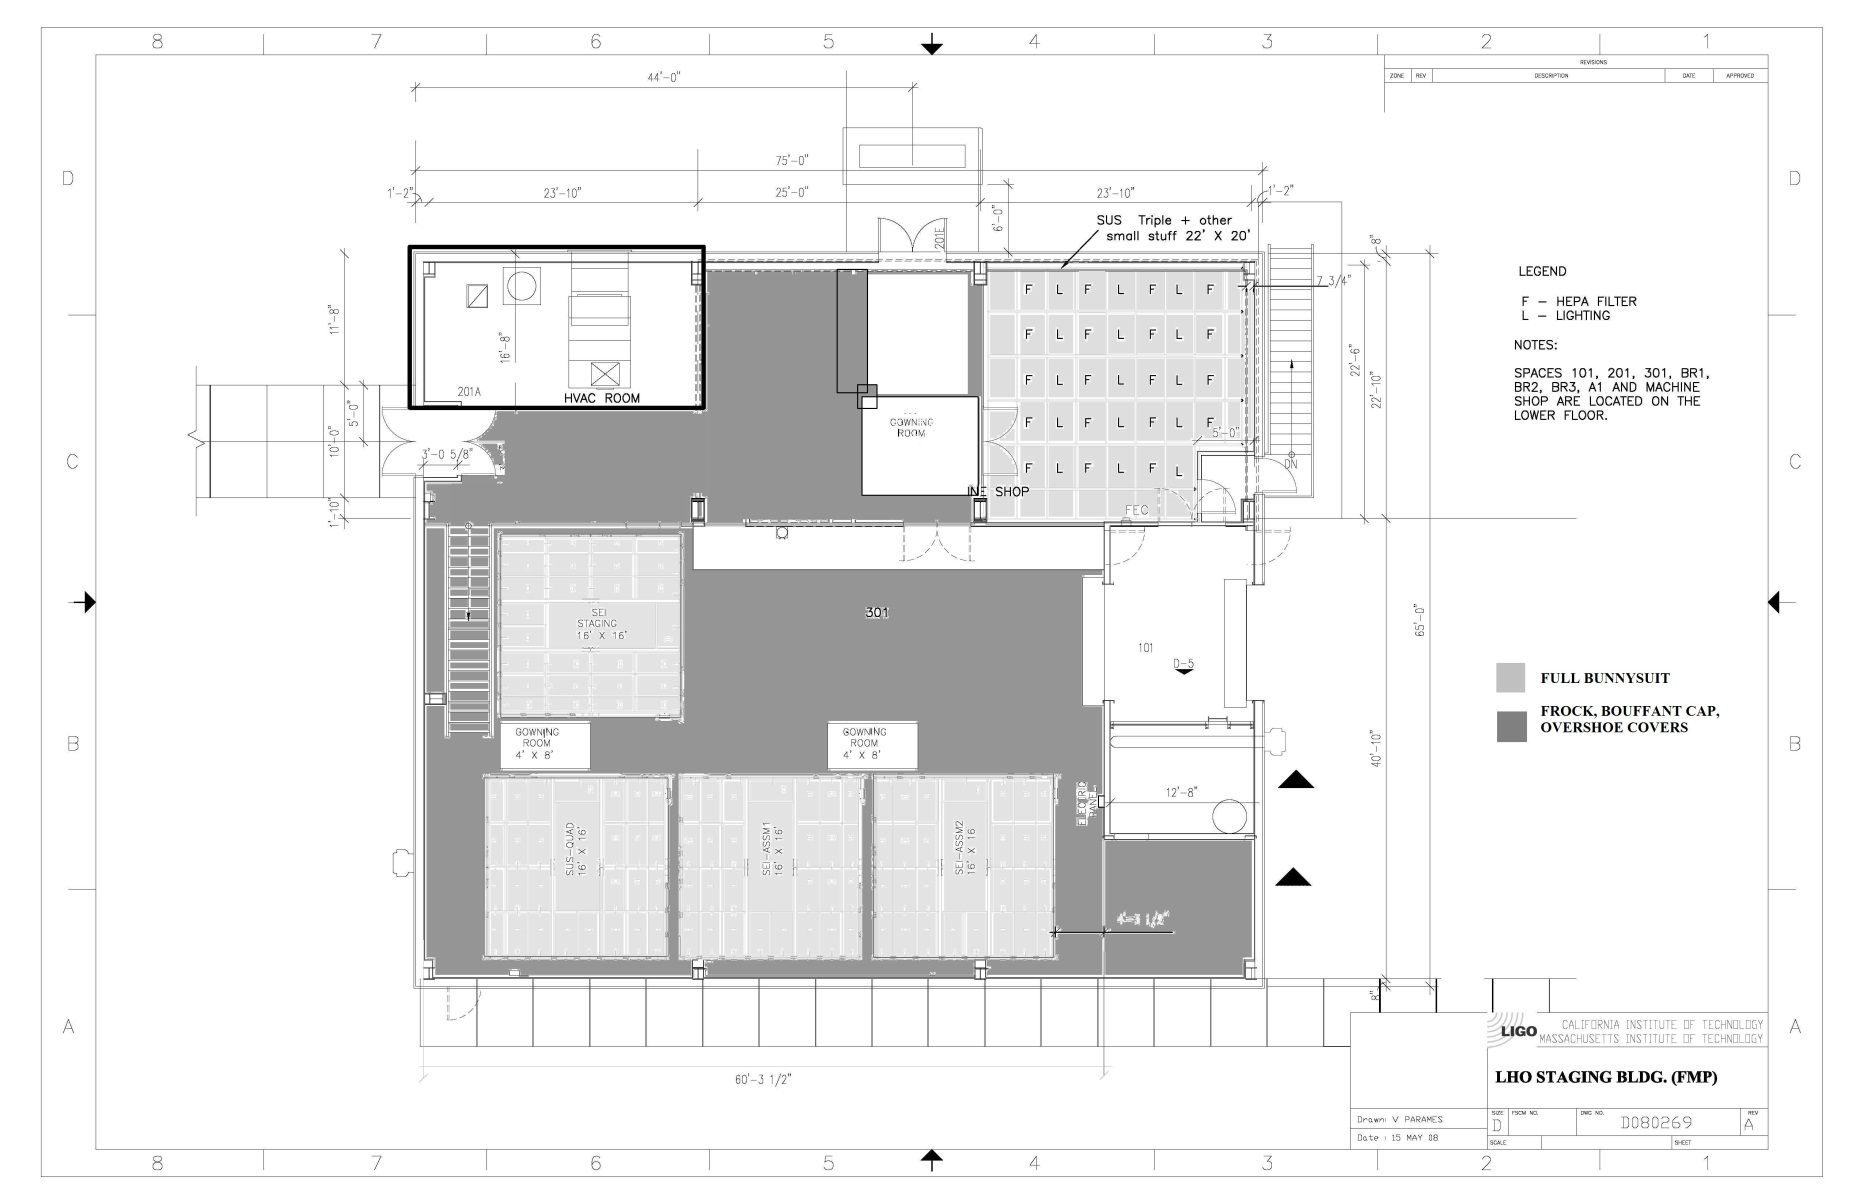 8 7 6 5 4 3 2 1
REVISIONS
ZONE REV DESCRIPTION DATE APPROVED
44'-0"
75'-0"
D D
1'-2" 23'-10" 25'-0" 23'-10" 1'-2"
6'-0"
SUS Triple + other
small stuff 22' X 20'
201E
8"
7 3/4"
LEGEND
F – HEPA FILTER
L – LIGHTING
NOTES:
SPACES 101, 201, 301, BR1,
BR2, BR3, A1 AND MACHINE
SHOP ARE LOCATED ON THE
LOWER FLOOR.
F L F L F L F
F L F L F L F
F L F L F L F
F L F L F L F
F L F L F L
11'-8"
16'-8"
201A
HVAC ROOM
22'-6"
22'-10"
5'-0"
10'-0"
3'-0 5/8"
1'-10"
GOWNING
ROOM
5'-0"
DN
C C
INE SHOP
FEC
SEI
STAGING
16' X 16'
301
101
D-5
65'-0"
FULL BUNNYSUIT
FROCK, BOUFFANT CAP,
OVERSHOE COVERS
B B
GOWNING
ROOM
4' X 8'
GOWNING
ROOM
4' X 8'
40'-10"
ELECTRIC
PANEL
12'-8"
SUS-QUAD
16' X 16'
SEI-ASSM1
16' X 16'
SEI-ASSM2
16' X 16'
4'-3 1/2"
8"
A A
60'-3 1/2"
LIGO
CALIFORNIA INSTITUTE OF TECHNOLOGY
MASSACHUSETTS INSTITUTE OF TECHNOLOGY
LHO STAGING BLDG. (FMP)
Drawn: V PARAMES
Date : 15 MAY 08
SIZE FSCM NO. DWG NO. REV
D D080269 A
SCALE SHEET
8 7 6 5 4 3 2 1